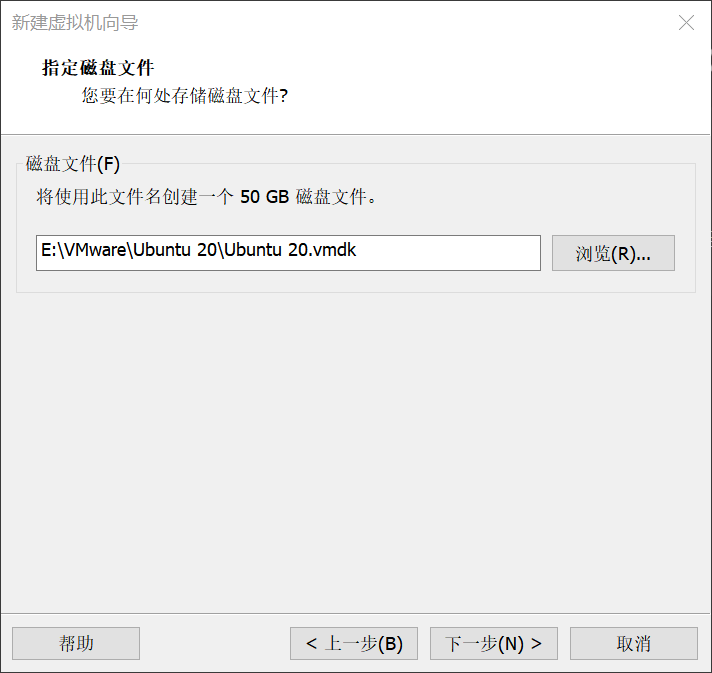 新建虚拟机向导
指定磁盘文件
您要在何处存储磁盘文件?
磁盘文件(F)
将使用此文件名创建一个 50 GB 磁盘文件。
E:\VMware\Ubuntu 20\Ubuntu 20.vmdk
浏览(R)...
帮助
< 上一步(B)
下一步(N) >
取消